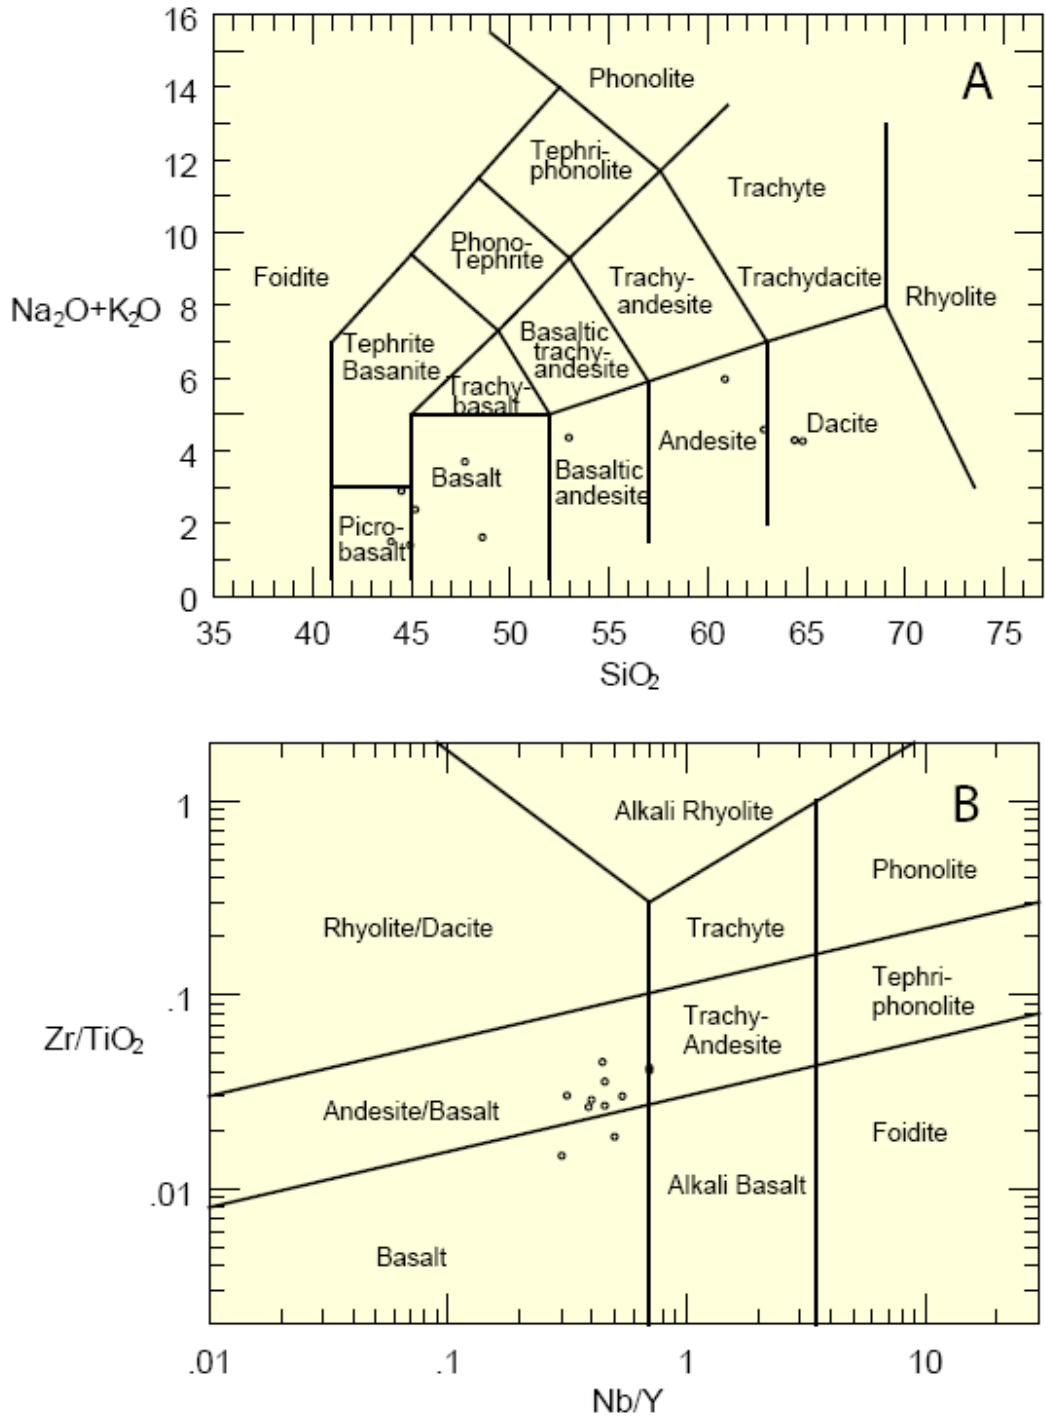 16
A
Phonolite
14
Tephri-
phonolite
12
Trachyte
10
Phono-
Tephrite
Foidite
Trachy-
andesite
Trachydacite
Rhyolite
Na₂O+K₂O
8
Basaltic
trachy-
andesite
Tephrite
Basanite
6
Trachy-
basalt
Dacite
Andesite
4
Basalt
Basaltic
andesite
2
Picro-
basalt
0
35 40 45 50 55 60 65 70 75
SiO₂
B
1
Alkali Rhyolite
Phonolite
Rhyolite/Dacite
Trachyte
.1
Tephri-
phonolite
Trachy-
Andesite
Zr/TiO₂
Andesite/Basalt
Foidite
.01
Alkali Basalt
Basalt
.01 .1 1 10
Nb/Y